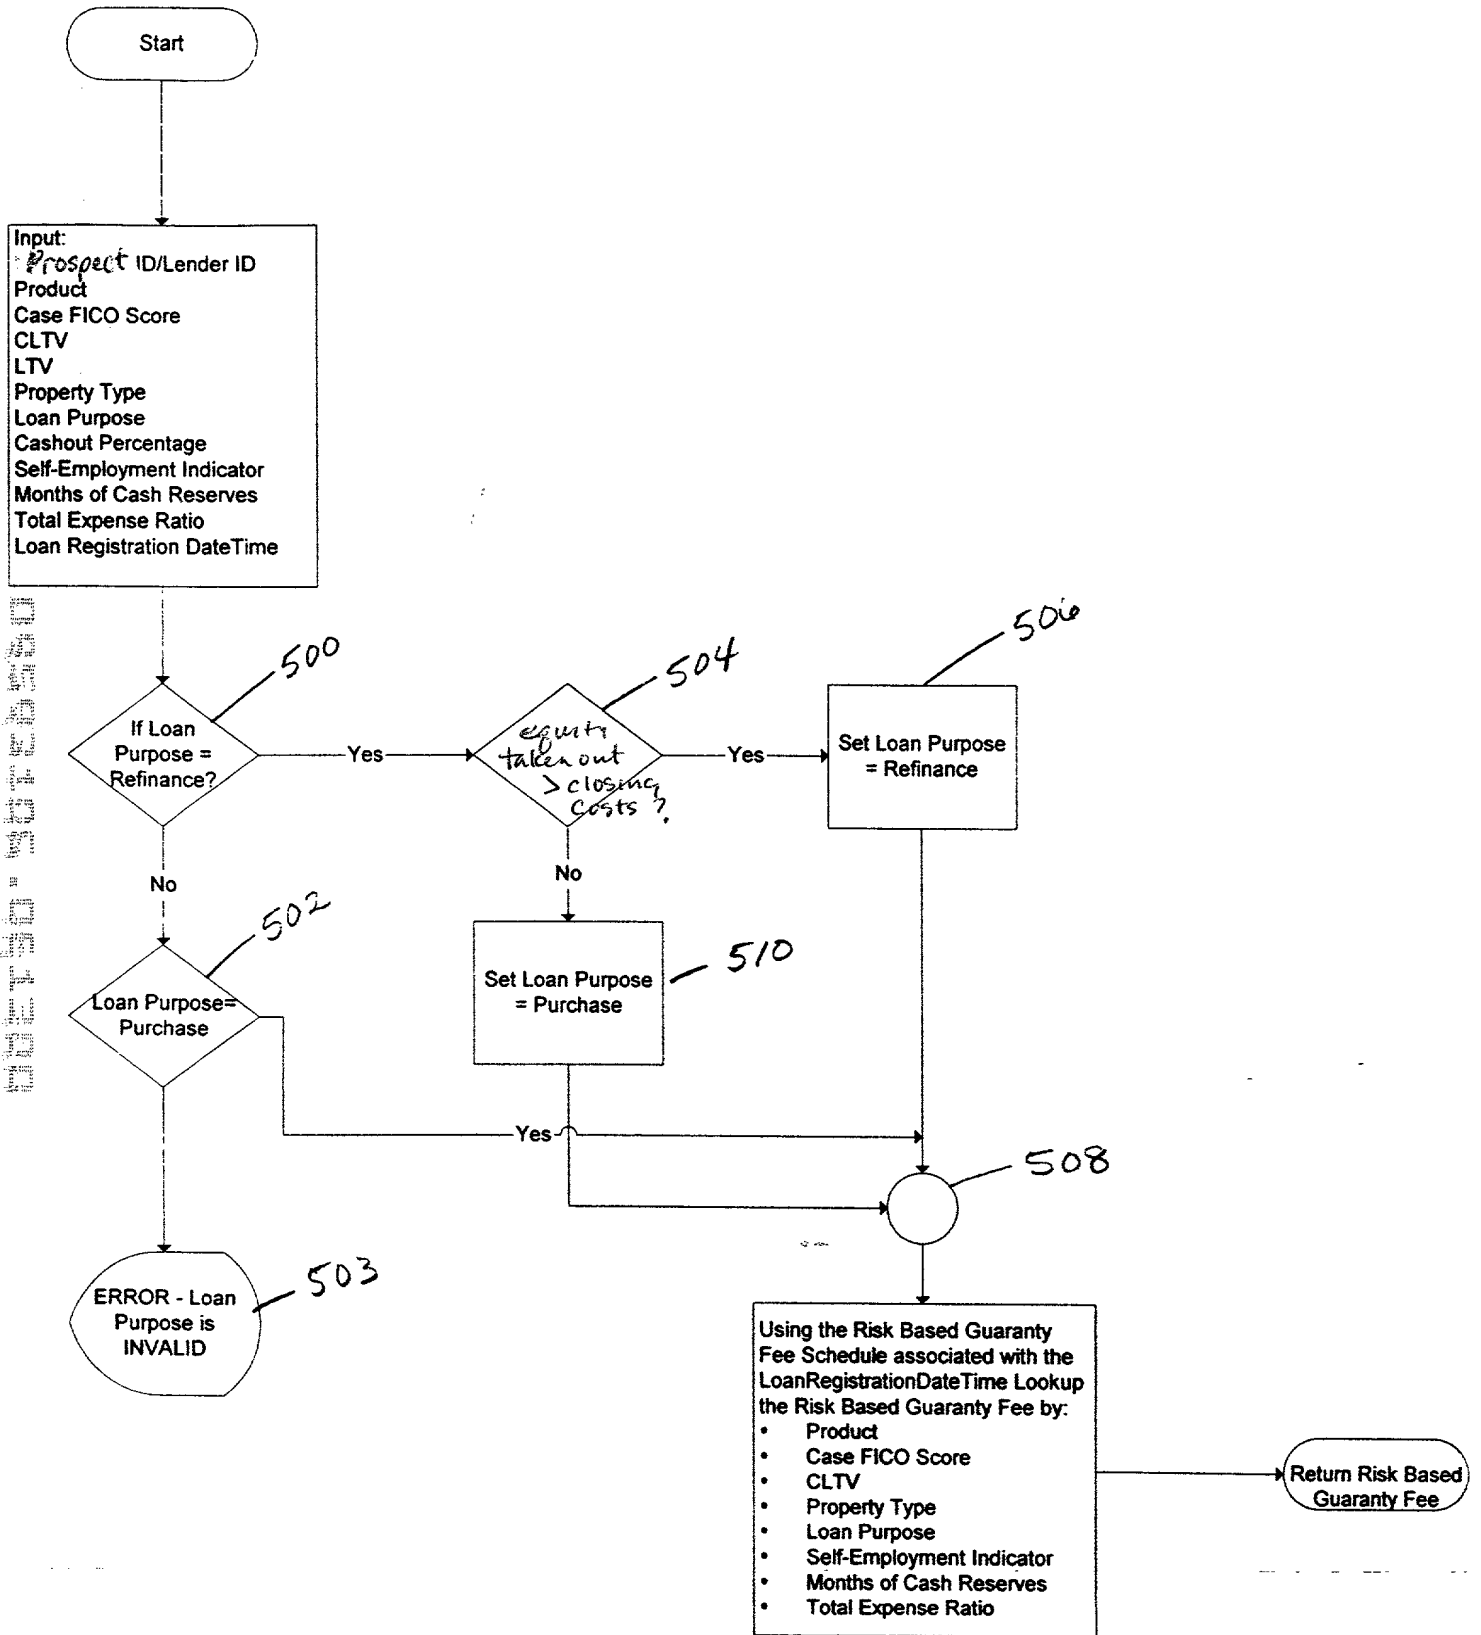 Start
Input:
Prospect ID/Lender ID
Product
Case FICO Score
CLTV
LTV
Property Type
Loan Purpose
Cashout Percentage
Self-Employment Indicator
Months of Cash Reserves
Total Expense Ratio
Loan Registration DateTime
500
If Loan
Purpose =
Refinance?
Yes
504
equity
taken out
> closing
costs ?
Yes
506
Set Loan Purpose
= Refinance
No
No
502
Loan Purpose=
Purchase
510
Set Loan Purpose
= Purchase
Yes
508
503
ERROR - Loan
Purpose is
INVALID
Using the Risk Based Guaranty
Fee Schedule associated with the
LoanRegistrationDateTime Lookup
the Risk Based Guaranty Fee by:
• Product
• Case FICO Score
• CLTV
• Property Type
• Loan Purpose
• Self-Employment Indicator
• Months of Cash Reserves
• Total Expense Ratio
Return Risk Based
Guaranty Fee